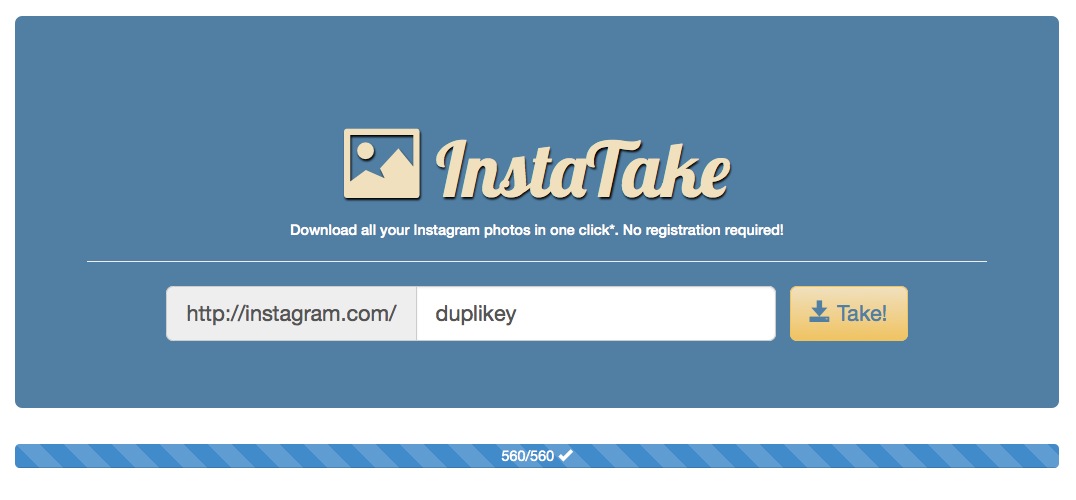 InstaTake
Download all your Instagram photos in one click*. No registration required!
http://instagram.com/ duplikey Take!
560/560 ✔